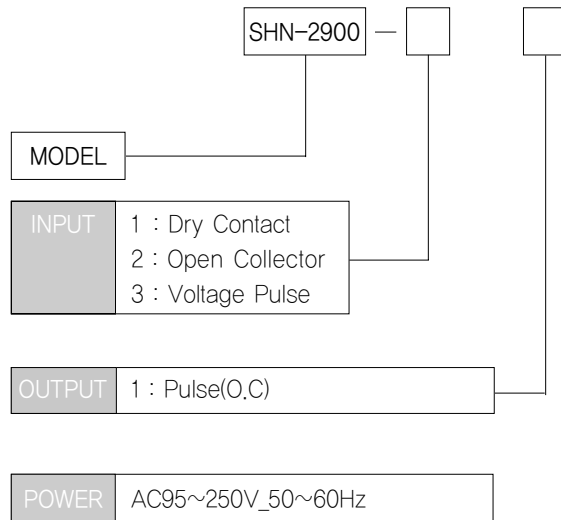 SHN-2900 —
MODEL
INPUT 1 : Dry Contact
2 : Open Collector
3 : Voltage Pulse
OUTPUT 1 : Pulse(O.C)
POWER AC95~250V_50~60Hz